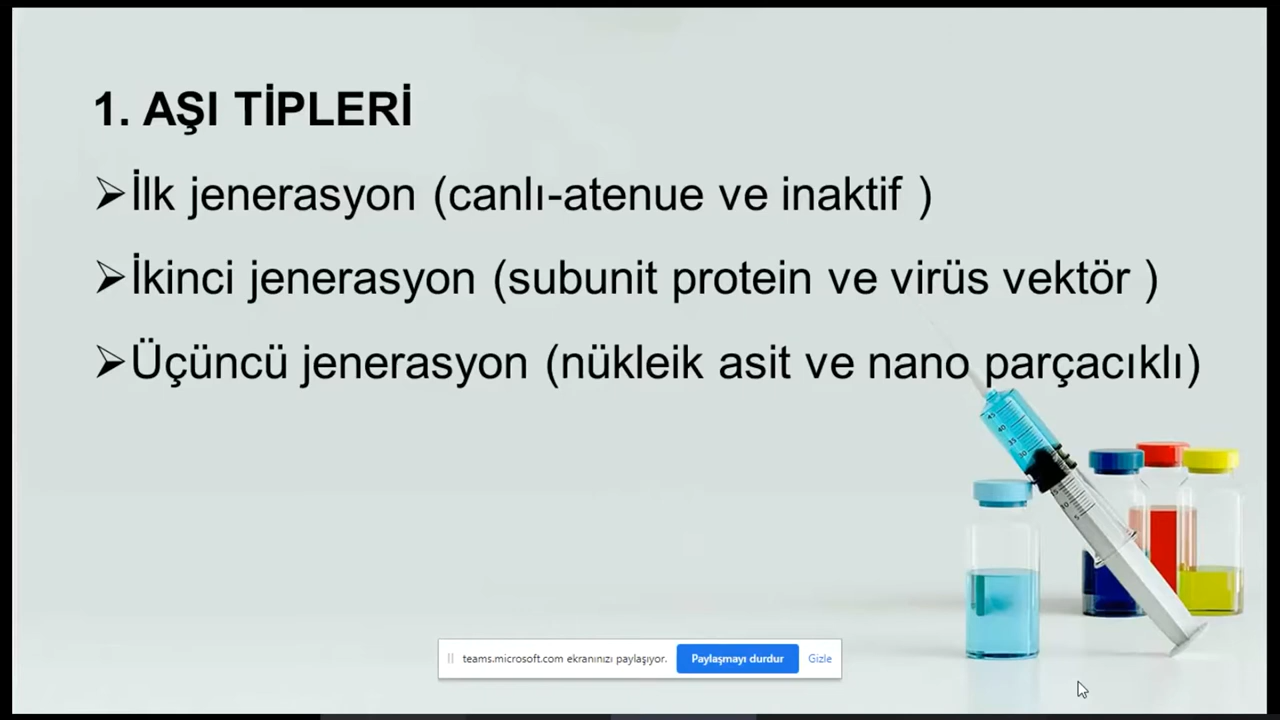 1. AŞI TİPLERİ
➢İlk jenerasyon (canlı-atenue ve inaktif )
➢İkinci jenerasyon (subunit protein ve virüs vektör )
➢Üçüncü jenerasyon (nükleik asit ve nano parçacıklı)
teams.microsoft.com ekranınızı paylaşıyor. Paylaşmayı durdur Gizle